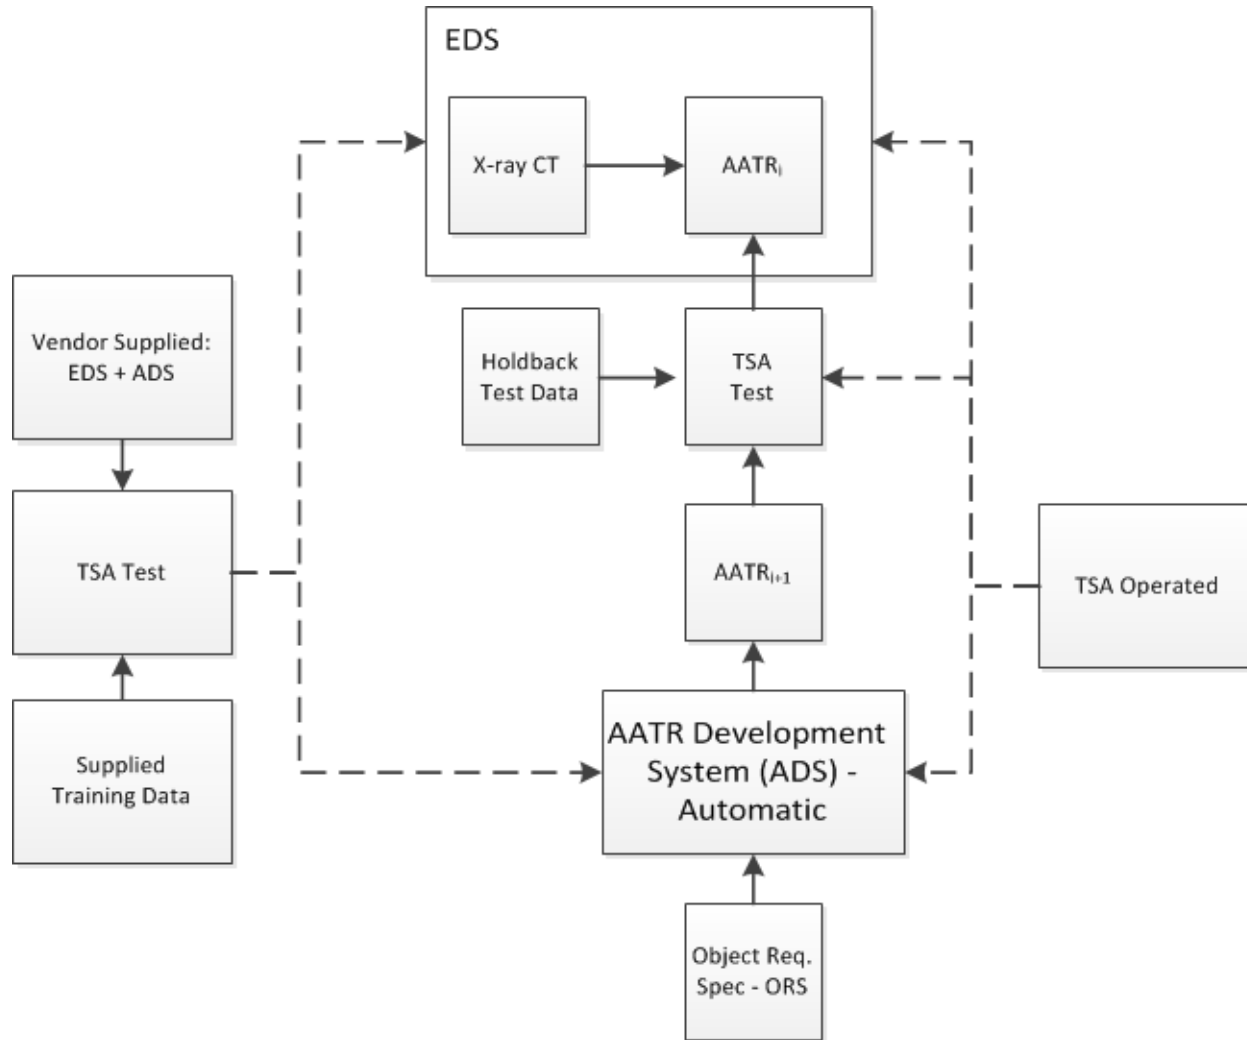 EDS
X-ray CT
AATRᵢ
Vendor Supplied:
EDS + ADS
Holdback
Test Data
TSA
Test
TSA Test
AATRᵢ₊₁
TSA Operated
Supplied
Training Data
AATR Development
System (ADS) -
Automatic
Object Req.
Spec - ORS